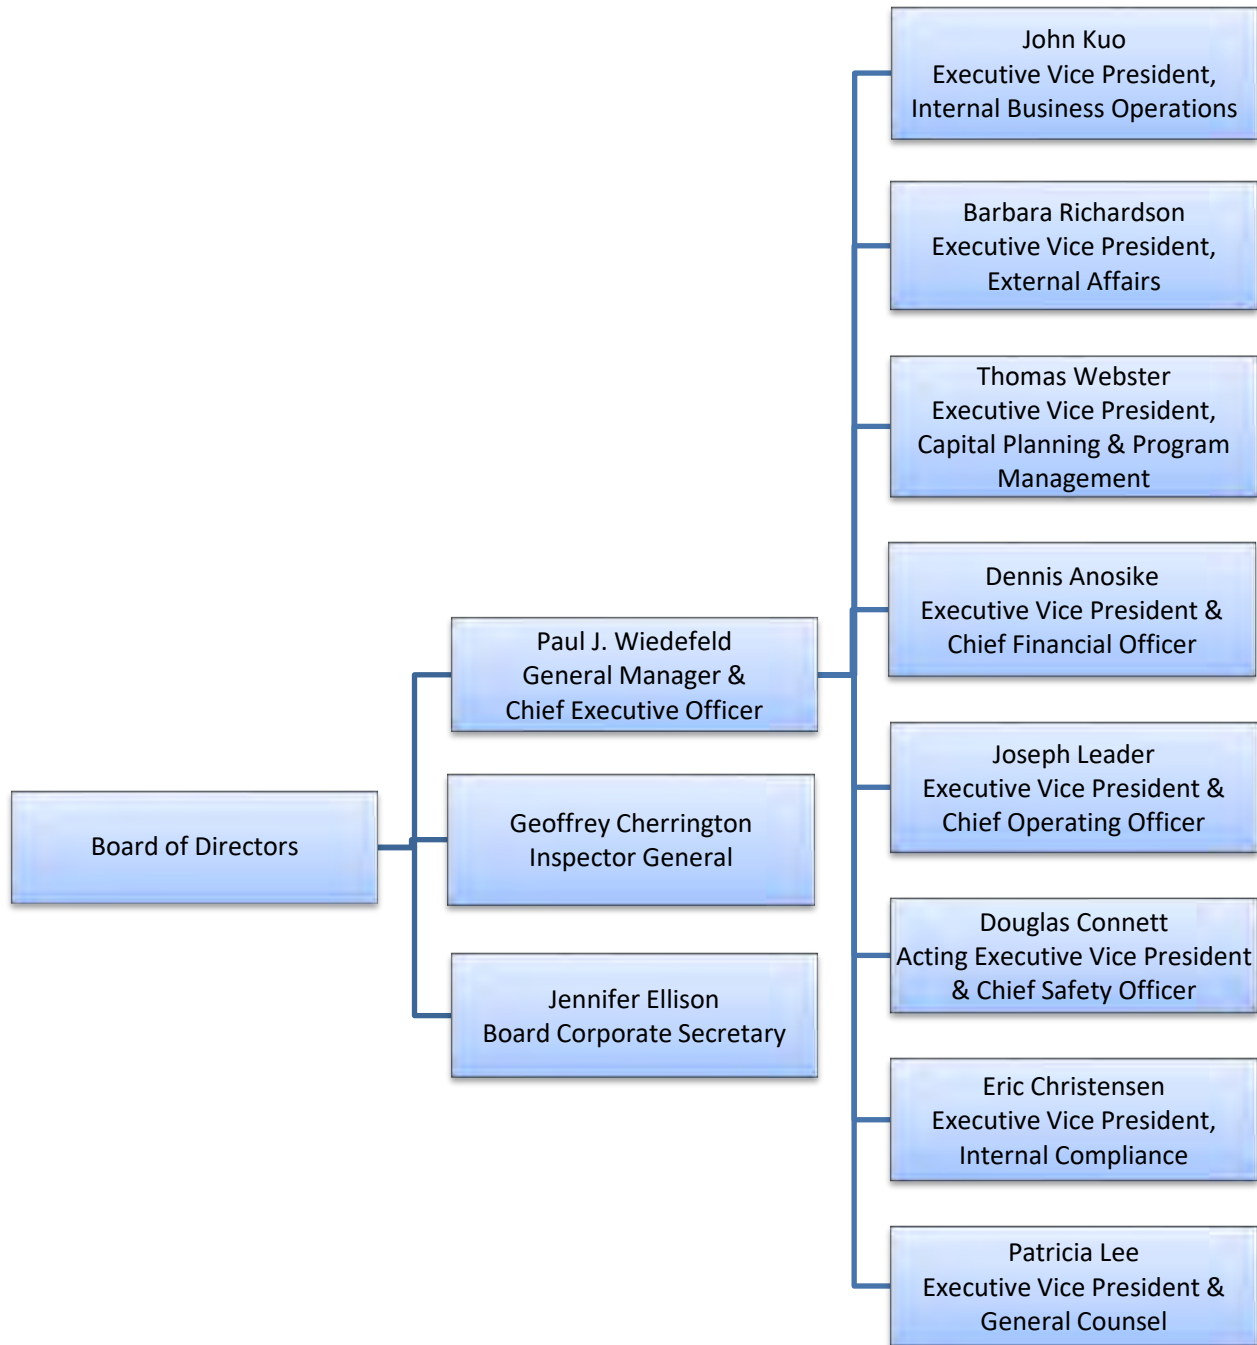 Board of Directors
Paul J. Wiedefeld
General Manager &
Chief Executive Officer
Geoffrey Cherrington
Inspector General
Jennifer Ellison
Board Corporate Secretary
John Kuo
Executive Vice President,
Internal Business Operations
Barbara Richardson
Executive Vice President,
External Affairs
Thomas Webster
Executive Vice President,
Capital Planning & Program
Management
Dennis Anosike
Executive Vice President &
Chief Financial Officer
Joseph Leader
Executive Vice President &
Chief Operating Officer
Douglas Connett
Acting Executive Vice President
& Chief Safety Officer
Eric Christensen
Executive Vice President,
Internal Compliance
Patricia Lee
Executive Vice President &
General Counsel